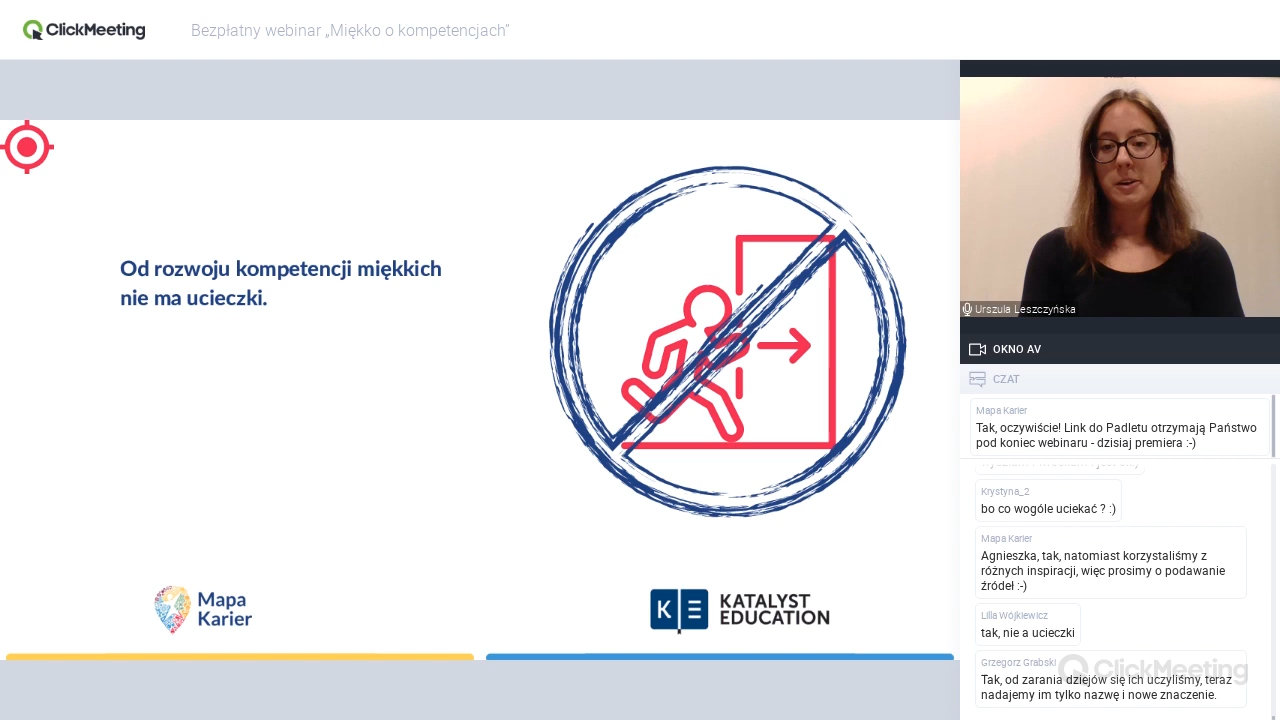 ClickMeeting
Bezpłatny webinar „Miękko o kompetencjach”
Od rozwoju kompetencji miękkich
nie ma ucieczki.
Mapa
Karier
K E
KATALYST
EDUCATION
Urszula Leszczyńska
OKNO AV
CZAT
Mapa Karier
Tak, oczywiście! Link do Padletu otrzymają Państwo
pod koniec webinaru - dzisiaj premiera :-)
Krystyna_2
bo co wogóle uciekać ? :)
Mapa Karier
Agnieszka, tak, natomiast korzystaliśmy z
różnych inspiracji, więc prosimy o podawanie
źródeł :-)
Lilla Wójkiewicz
tak, nie a ucieczki
Grzegorz Grabski
ClickMeeting
Tak, od zarania dziejów się ich uczyliśmy, teraz
nadajemy im tylko nazwę i nowe znaczenie.